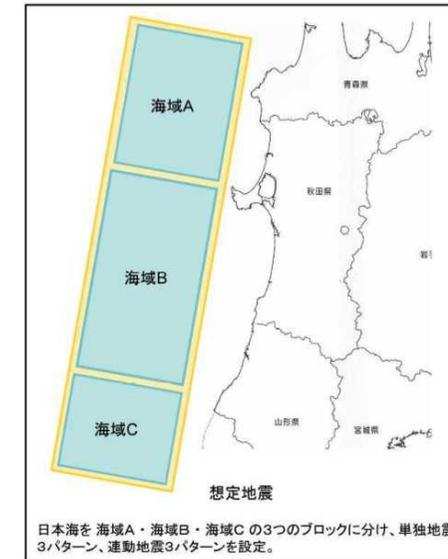 海域A
青森県
秋田県
岩手
海域B
海域C
山形県
宮城県
想定地震
日本海を 海域A・海域B・海域C の3つのブロックに分け、単独地震
3パターン、連動地震3パターンを設定。